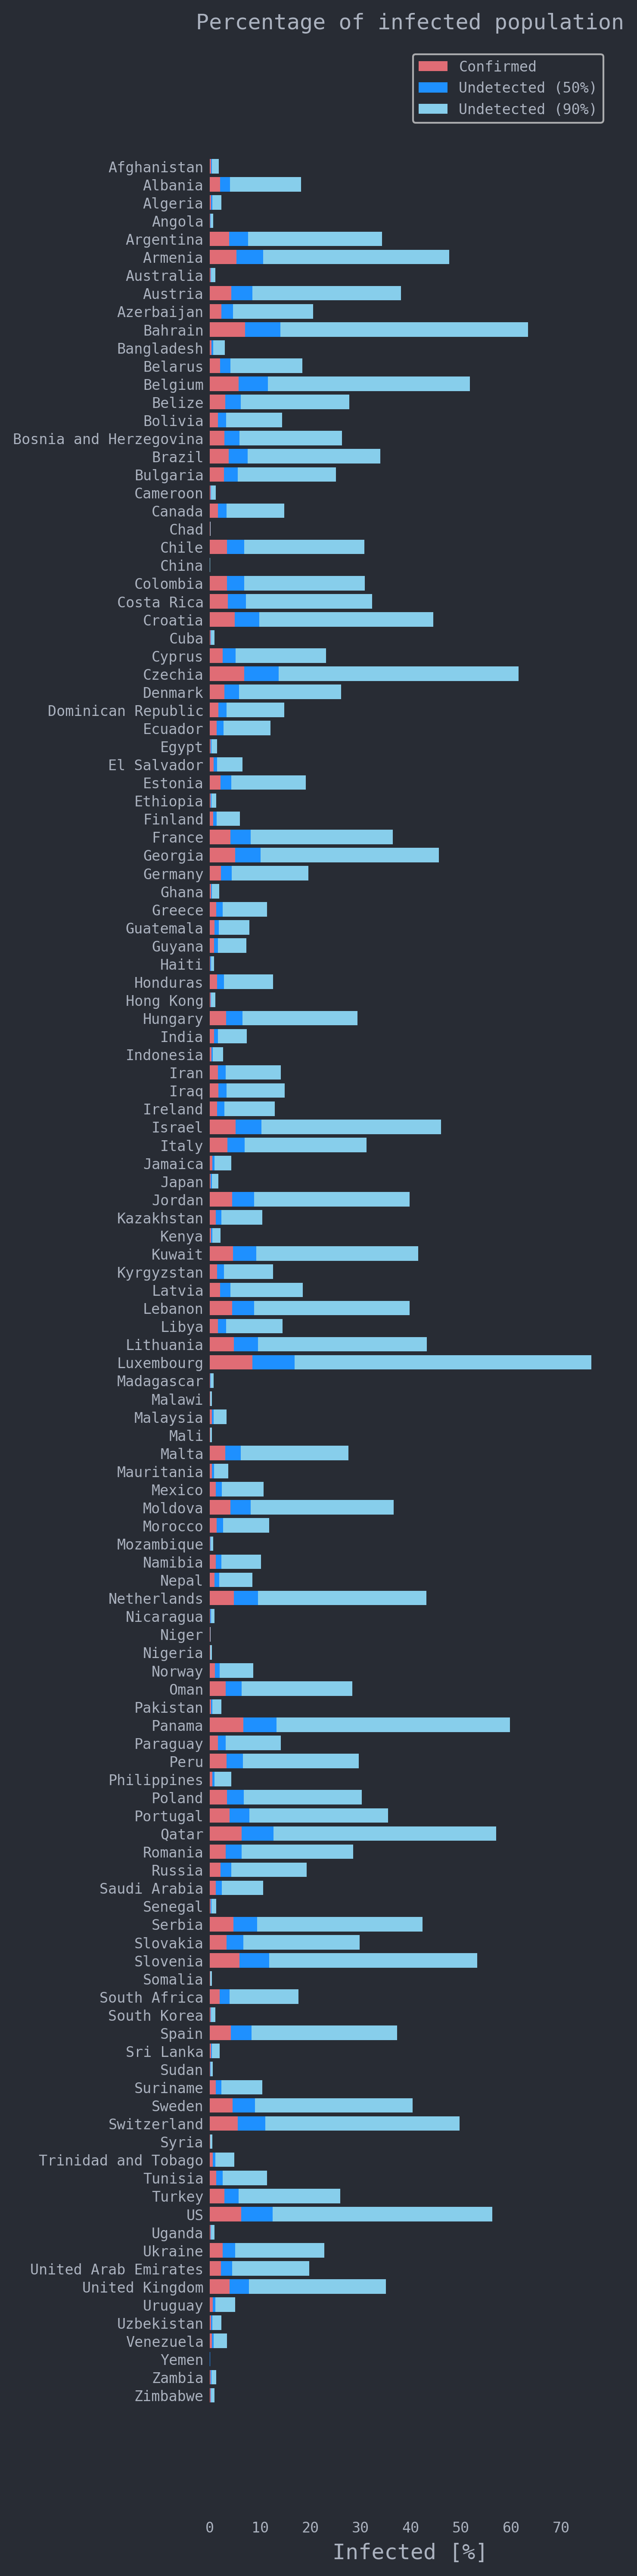 Percentage of infected population
Confirmed
Undetected (50%)
Undetected (90%)
Afghanistan
Albania
Algeria
Angola
Argentina
Armenia
Australia
Austria
Azerbaijan
Bahrain
Bangladesh
Belarus
Belgium
Belize
Bolivia
Bosnia and Herzegovina
Brazil
Bulgaria
Cameroon
Canada
Chad
Chile
China
Colombia
Costa Rica
Croatia
Cuba
Cyprus
Czechia
Denmark
Dominican Republic
Ecuador
Egypt
El Salvador
Estonia
Ethiopia
Finland
France
Georgia
Germany
Ghana
Greece
Guatemala
Guyana
Haiti
Honduras
Hong Kong
Hungary
India
Indonesia
Iran
Iraq
Ireland
Israel
Italy
Jamaica
Japan
Jordan
Kazakhstan
Kenya
Kuwait
Kyrgyzstan
Latvia
Lebanon
Libya
Lithuania
Luxembourg
Madagascar
Malawi
Malaysia
Mali
Malta
Mauritania
Mexico
Moldova
Morocco
Mozambique
Namibia
Nepal
Netherlands
Nicaragua
Niger
Nigeria
Norway
Oman
Pakistan
Panama
Paraguay
Peru
Philippines
Poland
Portugal
Qatar
Romania
Russia
Saudi Arabia
Senegal
Serbia
Slovakia
Slovenia
Somalia
South Africa
South Korea
Spain
Sri Lanka
Sudan
Suriname
Sweden
Switzerland
Syria
Trinidad and Tobago
Tunisia
Turkey
US
Uganda
Ukraine
United Arab Emirates
United Kingdom
Uruguay
Uzbekistan
Venezuela
Yemen
Zambia
Zimbabwe
0 10 20 30 40 50 60 70
Infected [%]